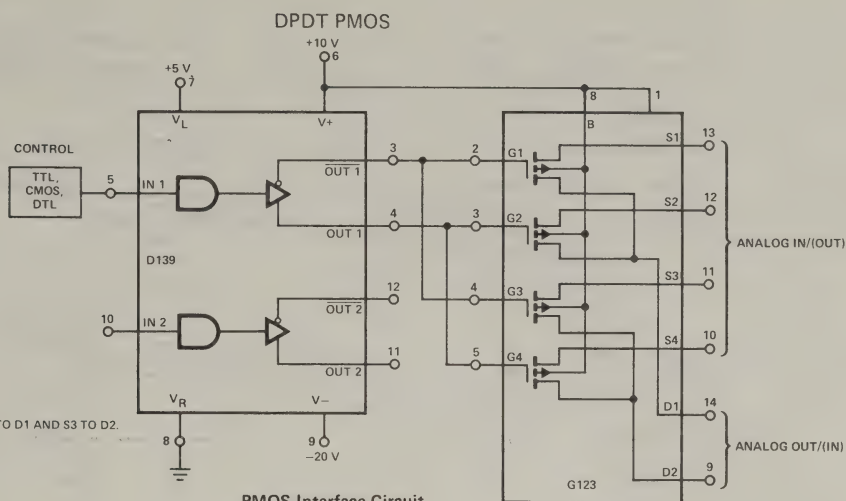 DPDT PMOS
+10 V
6
+5 V
7
V_L
V+
8
1
B
CONTROL
TTL,
CMOS,
DTL
5
IN 1
D139
3
OUT 1
4
OUT 1
2
G1
3
G2
4
G3
5
G4
S1
13
S2
12
S3
11
S4
10
ANALOG IN/(OUT)
10
IN 2
12
OUT 2
11
OUT 2
V_R
V−
8
9
−20 V
D1
14
D2
9
ANALOG OUT/(IN)
G123
TO D1 AND S3 TO D2.
PMOS Interface Circuit